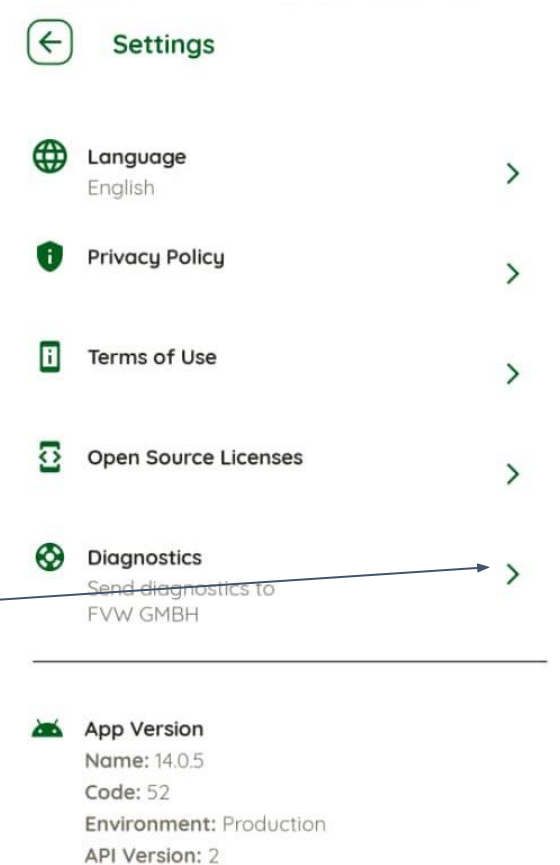 Settings
Language
English
Privacy Policy
Terms of Use
Open Source Licenses
Diagnostics
Send diagnostics to
FVW GMBH
App Version
Name: 14.0.5
Code: 52
Environment: Production
API Version: 2